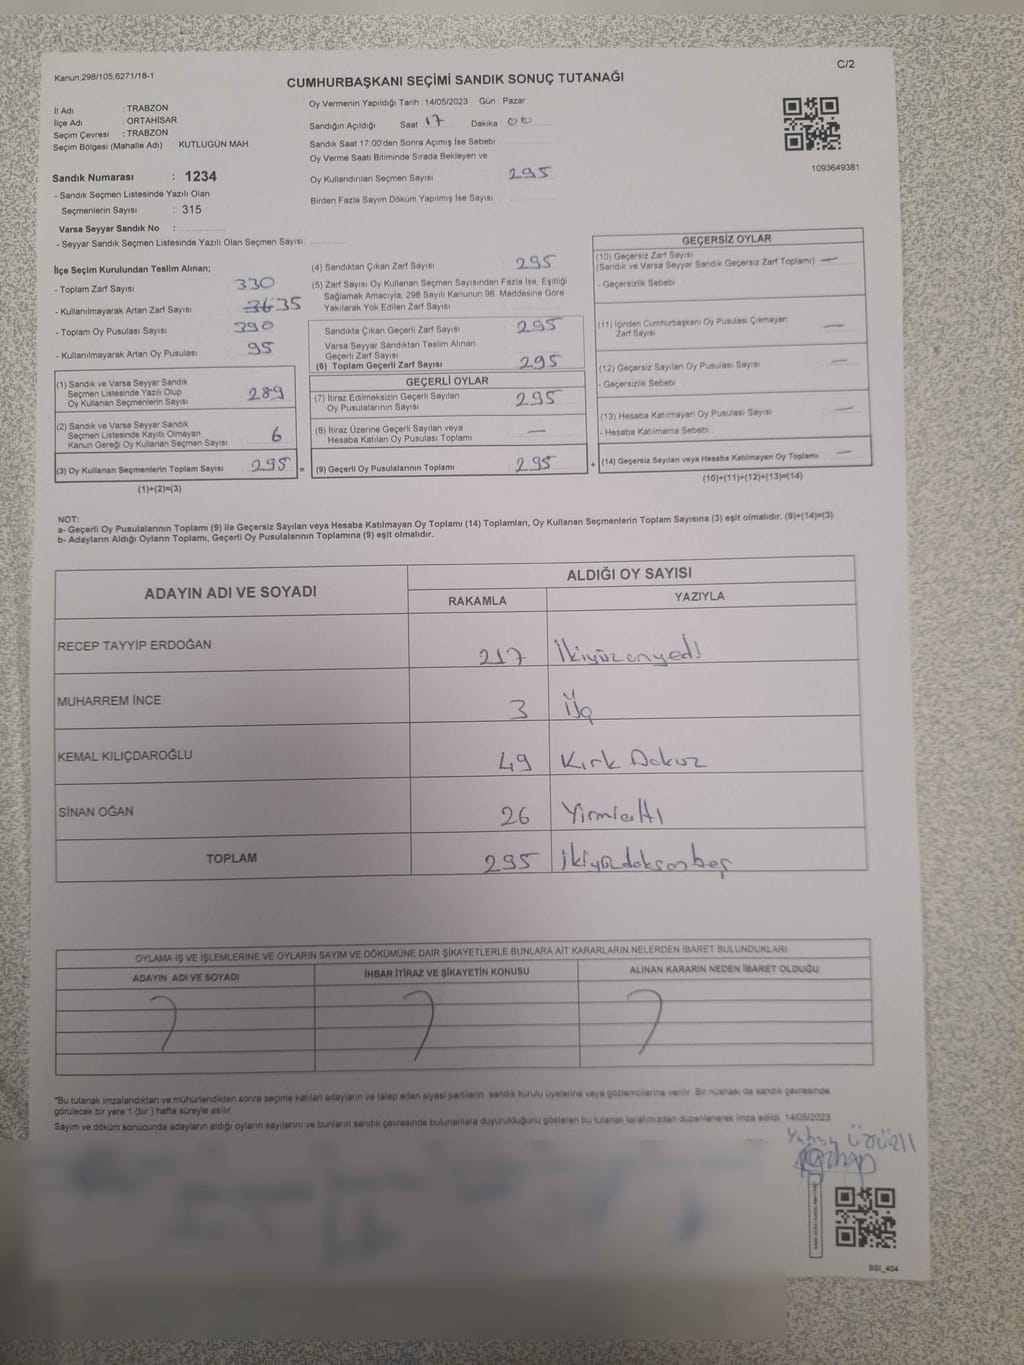 Kanun:298/105,6271/18-1
C/2
CUMHURBAŞKANI SEÇİMİ SANDIK SONUÇ TUTANAĞI
İl Adı : TRABZON
İlçe Adı : ORTAHİSAR
Seçim Çevresi : TRABZON
Seçim Bölgesi (Mahalle Adı) : KUTLUGÜN MAH.
Sandık Numarası : 1234
- Sandık Seçmen Listesinde Yazılı Olan
Seçmenlerin Sayısı : 315
Varsa Seyyar Sandık No :
- Seyyar Sandık Seçmen Listesinde Yazılı Olan Seçmen Sayısı:
Oy Vermenin Yapıldığı Tarih : 14/05/2023 Gün : Pazar
Sandığın Açıldığı Saat 17 Dakika : 00
Sandık Saat 17:00'den Sonra Açımış İse Sebebi
Oy Verme Saati Bitiminde Sırada Bekleyen ve
Oy Kullandırılan Seçmen Sayısı 295
Birden Fazla Sayım Döküm Yapılmış İse Sayısı
1093649381
İlçe Seçim Kurulundan Teslim Alınan;
- Toplam Zarf Sayısı 330
- Kullanılmayarak Artan Zarf Sayısı 35
- Toplam Oy Pusulası Sayısı 390
- Kullanılmayarak Artan Oy Pusulası 95
(1) Sandık ve Varsa Seyyar Sandık
Seçmen Listesinde Yazılı Olup
Oy Kullanan Seçmenlerin Sayısı 289
(2) Sandık ve Varsa Seyyar Sandık
Seçmen Listesinde Kayıtlı Olmayan
Kanun Gereği Oy Kullanan Seçmen Sayısı 6
(3) Oy Kullanan Seçmenlerin Toplam Sayısı 295 =
(1)+(2)=(3)
(4) Sandıktan Çıkan Zarf Sayısı 295
(5) Zarf Sayısı Oy Kullanan Seçmen Sayısından Fazla İse, Eşitliği
Sağlamak Amacıyla; 298 Sayılı Kanunun 98. Maddesine Göre
Yakılarak Yok Edilen Zarf Sayısı
Sandıkta Çıkan Geçerli Zarf Sayısı 295
Varsa Seyyar Sandıktan Teslim Alınan
Geçerli Zarf Sayısı
(6) Toplam Geçerli Zarf Sayısı 295
GEÇERLİ OYLAR
(7) İtiraz Edilmeksizin Geçerli Sayılan
Oy Pusulalarının Sayısı 295
(8) İtiraz Üzerine Geçerli Sayılan veya
Hesaba Katılan Oy Pusulası Toplamı —
(9) Geçerli Oy Pusulalarının Toplamı 295 +
GEÇERSİZ OYLAR
(10) Geçersiz Zarf Sayısı
(Sandık ve Varsa Seyyar Sandık Geçersiz Zarf Toplamı) —
- Geçersizlik Sebebi :
(11) İçinden Cumhurbaşkanı Oy Pusulası Çıkmayan
Zarf Sayısı —
(12) Geçersiz Sayılan Oy Pusulası Sayısı —
- Geçersizlik Sebebi :
(13) Hesaba Katılmayan Oy Pusulası Sayısı —
- Hesaba Katılmama Sebebi :
(14) Geçersiz Sayılan veya Hesaba Katılmayan Oy Toplamı —
(10)+(11)+(12)+(13)=(14)
NOT:
a- Geçerli Oy Pusulalarının Toplamı (9) ile Geçersiz Sayılan veya Hesaba Katılmayan Oy Toplamı (14) Toplamları, Oy Kullanan Seçmenlerin Toplam Sayısına (3) eşit olmalıdır. (9)+(14)=(3)
b- Adayların Aldığı Oyların Toplamı, Geçerli Oy Pusulalarının Toplamına (9) eşit olmalıdır.
ADAYIN ADI VE SOYADI ALDIĞI OY SAYISI
RAKAMLA YAZIYLA
RECEP TAYYİP ERDOĞAN 217 İkiyüzonyedi
MUHARREM İNCE 3 Üç
KEMAL KILIÇDAROĞLU 49 Kırk Dokuz
SİNAN OĞAN 26 Yirmialtı
TOPLAM 295 ikiyüzdoksanbeş
OYLAMA İŞ VE İŞLEMLERİNE VE OYLARIN SAYIM VE DÖKÜMÜNE DAİR ŞİKAYETLERLE BUNLARA AİT KARARLARIN NELERDEN İBARET BULUNDUKLARI
ADAYIN ADI VE SOYADI İHBAR İTİRAZ VE ŞİKAYETİN KONUSU ALINAN KARARIN NEDEN İBARET OLDUĞU
*Bu tutanak imzalandıktan ve mühürlendikten sonra seçime katılan adayların ve talep eden siyasi partilerin sandık kurulu üyelerine veya gözlemcilerine verilir. Bir nüshası da sandık çevresinde
görülecek bir yere 1 (bir) hafta süreyle asılır.
Sayım ve döküm sonucunda adayların aldığı oyların sayılarını ve bunların sandık çevresinde bulunanlara duyurulduğunu gösteren bu tutanak tarafımızdan düzenlenerek imza edildi. 14/05/2023
SSI_404